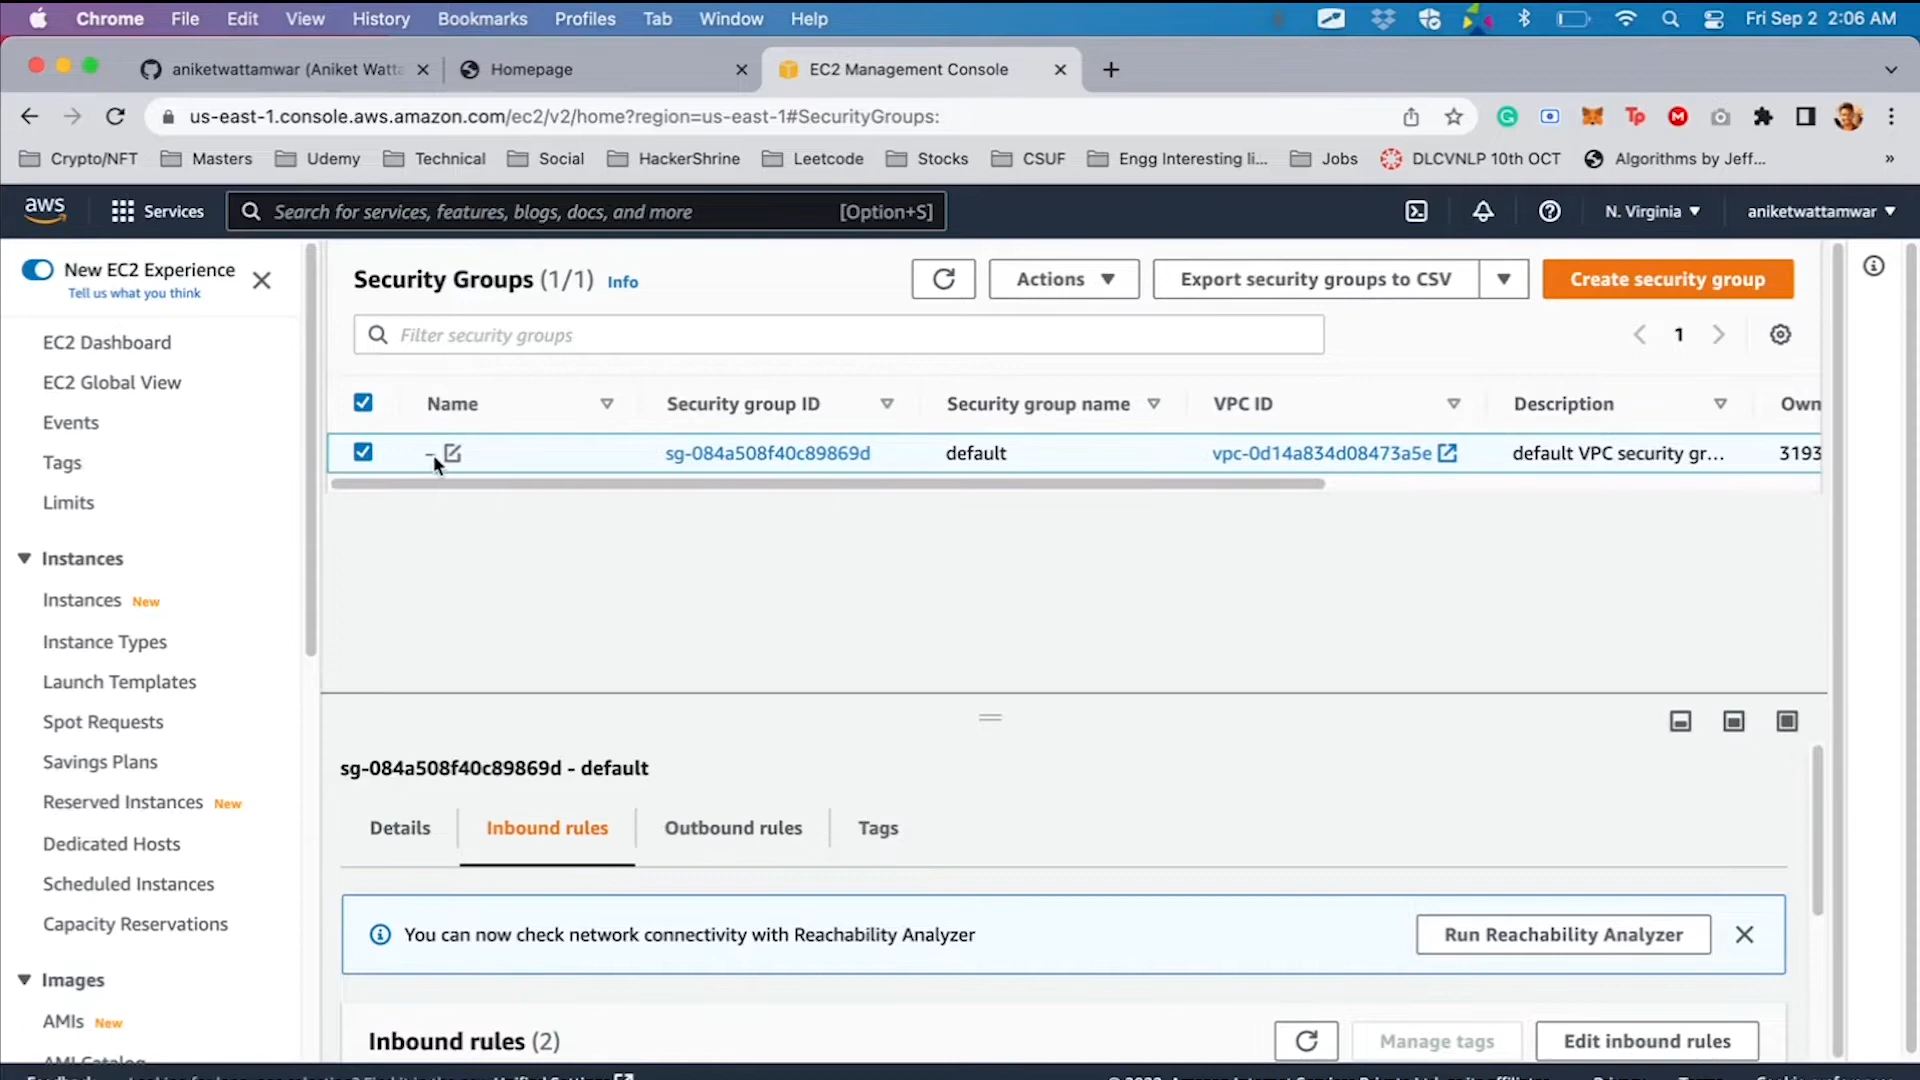 Chrome File Edit View History Bookmarks Profiles Tab Window Help Fri Sep 2 2:06 AM
aniketwattamwar (Aniket Watta Homepage EC2 Management Console
us-east-1.console.aws.amazon.com/ec2/v2/home?region=us-east-1#SecurityGroups:
Crypto/NFT Masters Udemy Technical Social HackerShrine Leetcode Stocks CSUF Engg Interesting li... Jobs DLCVNLP 10th OCT Algorithms by Jeff... »
aws Services Search for services, features, blogs, docs, and more [Option+S] N. Virginia aniketwattamwar
New EC2 Experience
Tell us what you think
EC2 Dashboard
EC2 Global View
Events
Tags
Limits
Instances
Instances New
Instance Types
Launch Templates
Spot Requests
Savings Plans
Reserved Instances New
Dedicated Hosts
Scheduled Instances
Capacity Reservations
Images
AMIs New
AMI Catalog
Security Groups (1/1) Info Actions Export security groups to CSV Create security group
Filter security groups 1
Name Security group ID Security group name VPC ID Description Own
– sg-084a508f40c89869d default vpc-0d14a834d08473a5e default VPC security gr... 3193
sg-084a508f40c89869d - default
Details Inbound rules Outbound rules Tags
You can now check network connectivity with Reachability Analyzer Run Reachability Analyzer
Inbound rules (2) Manage tags Edit inbound rules